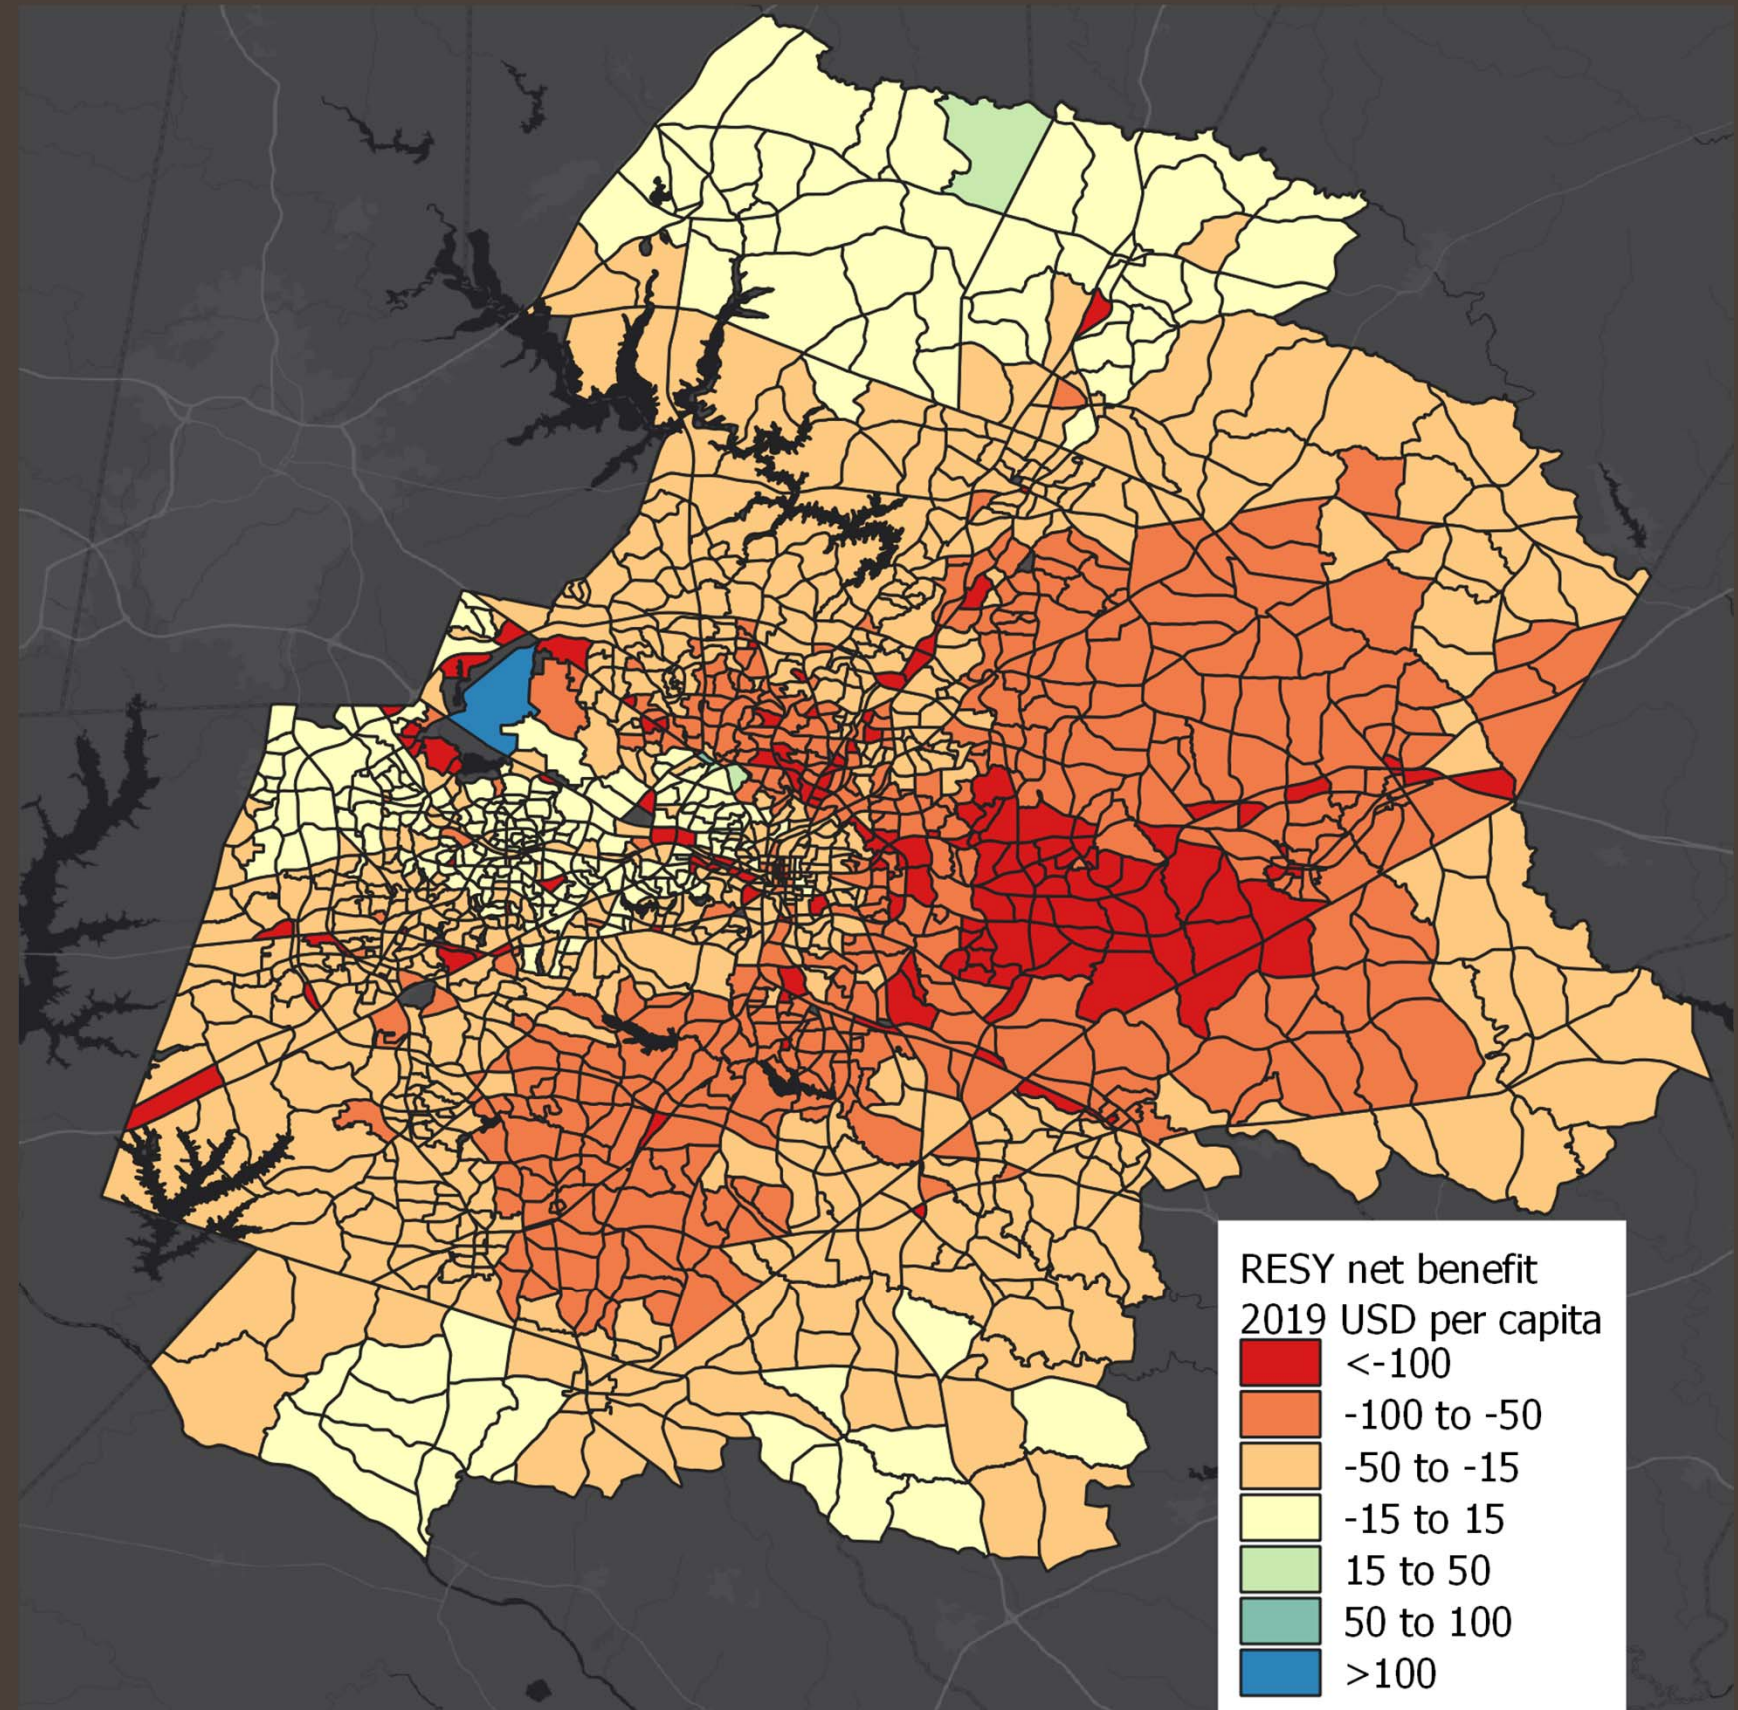 RESY net benefit
2019 USD per capita
<-100
-100 to -50
-50 to -15
-15 to 15
15 to 50
50 to 100
>100